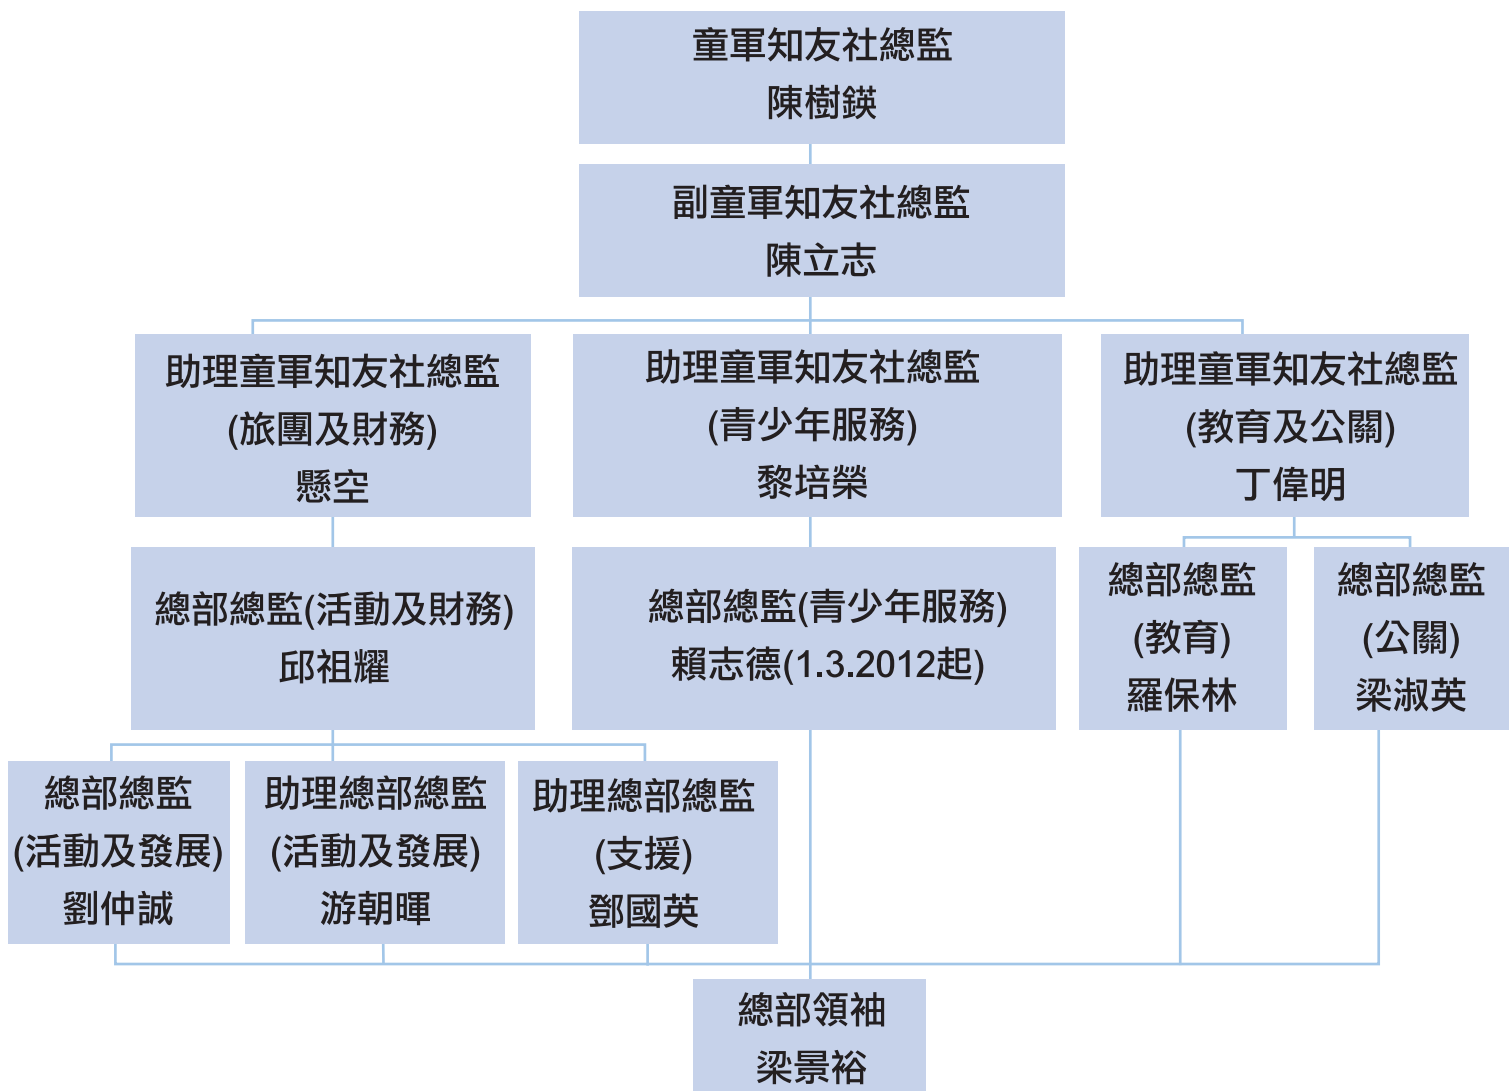 童軍知友社總監
陳樹鍈
副童軍知友社總監
陳立志
助理童軍知友社總監
(旅團及財務)
懸空
助理童軍知友社總監
(青少年服務)
黎培榮
助理童軍知友社總監
(教育及公關)
丁偉明
總部總監(活動及財務)
邱祖耀
總部總監(青少年服務)
賴志德(1.3.2012起)
總部總監
(教育)
羅保林
總部總監
(公關)
梁淑英
總部總監
(活動及發展)
劉仲誠
助理總部總監
(活動及發展)
游朝暉
助理總部總監
(支援)
鄧國英
總部領袖
梁景裕